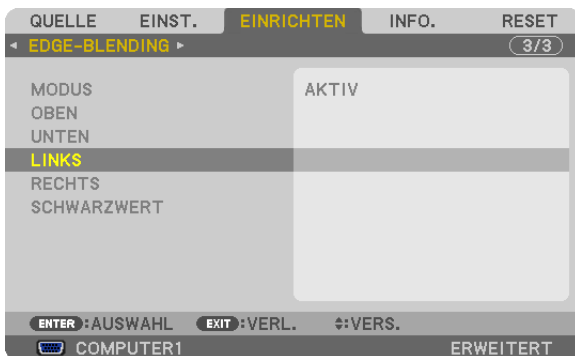 QUELLE EINST. EINRICHTEN INFO. RESET
◂ EDGE-BLENDING ▸ 3/3
MODUS AKTIV
OBEN
UNTEN
LINKS
RECHTS
SCHWARZWERT
ENTER :AUSWAHL EXIT :VERL. ♦:VERS.
COMPUTER1 ERWEITERT